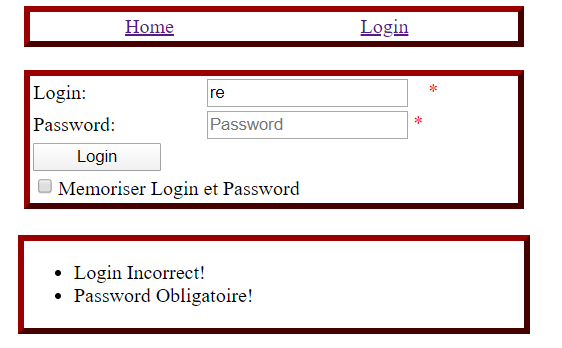 Home Login
Login: re *
Password: Password *
Login
Memoriser Login et Password
Login Incorrect!
Password Obligatoire!